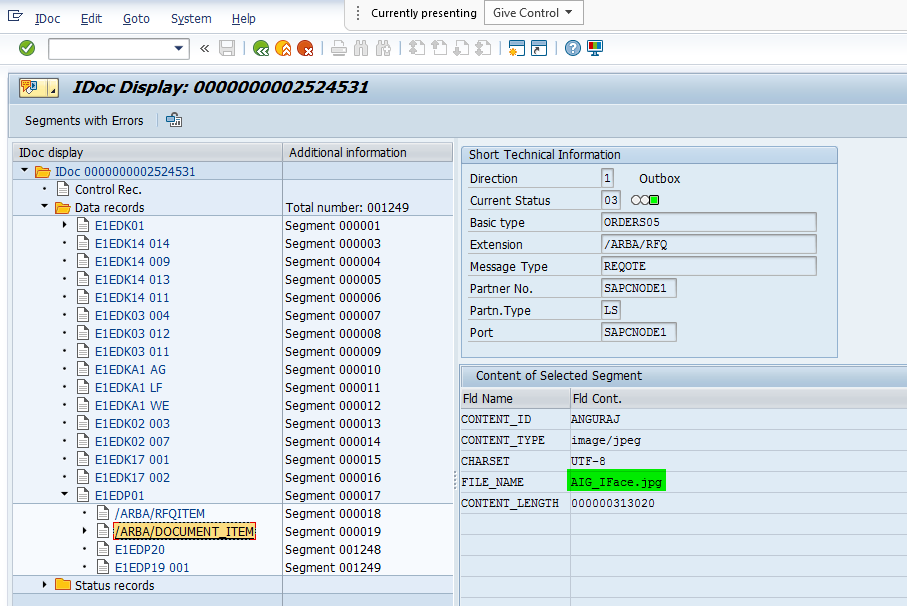 Currently presenting Give Control
IDoc Edit Goto System Help
IDoc Display: 0000000002524531
Segments with Errors
IDoc display Additional information
IDoc 0000000002524531
Control Rec.
Data records Total number: 001249
E1EDK01 Segment 000001
E1EDK14 014 Segment 000003
E1EDK14 009 Segment 000004
E1EDK14 013 Segment 000005
E1EDK14 011 Segment 000006
E1EDK03 004 Segment 000007
E1EDK03 012 Segment 000008
E1EDK03 011 Segment 000009
E1EDKA1 AG Segment 000010
E1EDKA1 LF Segment 000011
E1EDKA1 WE Segment 000012
E1EDK02 003 Segment 000013
E1EDK02 007 Segment 000014
E1EDK17 001 Segment 000015
E1EDK17 002 Segment 000016
E1EDP01 Segment 000017
/ARBA/RFQITEM Segment 000018
/ARBA/DOCUMENT_ITEM Segment 000019
E1EDP20 Segment 001248
E1EDP19 001 Segment 001249
Status records
Short Technical Information
Direction 1 Outbox
Current Status 03
Basic type ORDERS05
Extension /ARBA/RFQ
Message Type REQOTE
Partner No. SAPCNODE1
Partn.Type LS
Port SAPCNODE1
Content of Selected Segment
Fld Name Fld Cont.
CONTENT_ID ANGURAJ
CONTENT_TYPE image/jpeg
CHARSET UTF-8
FILE_NAME AIG_IFace.jpg
CONTENT_LENGTH 000000313020